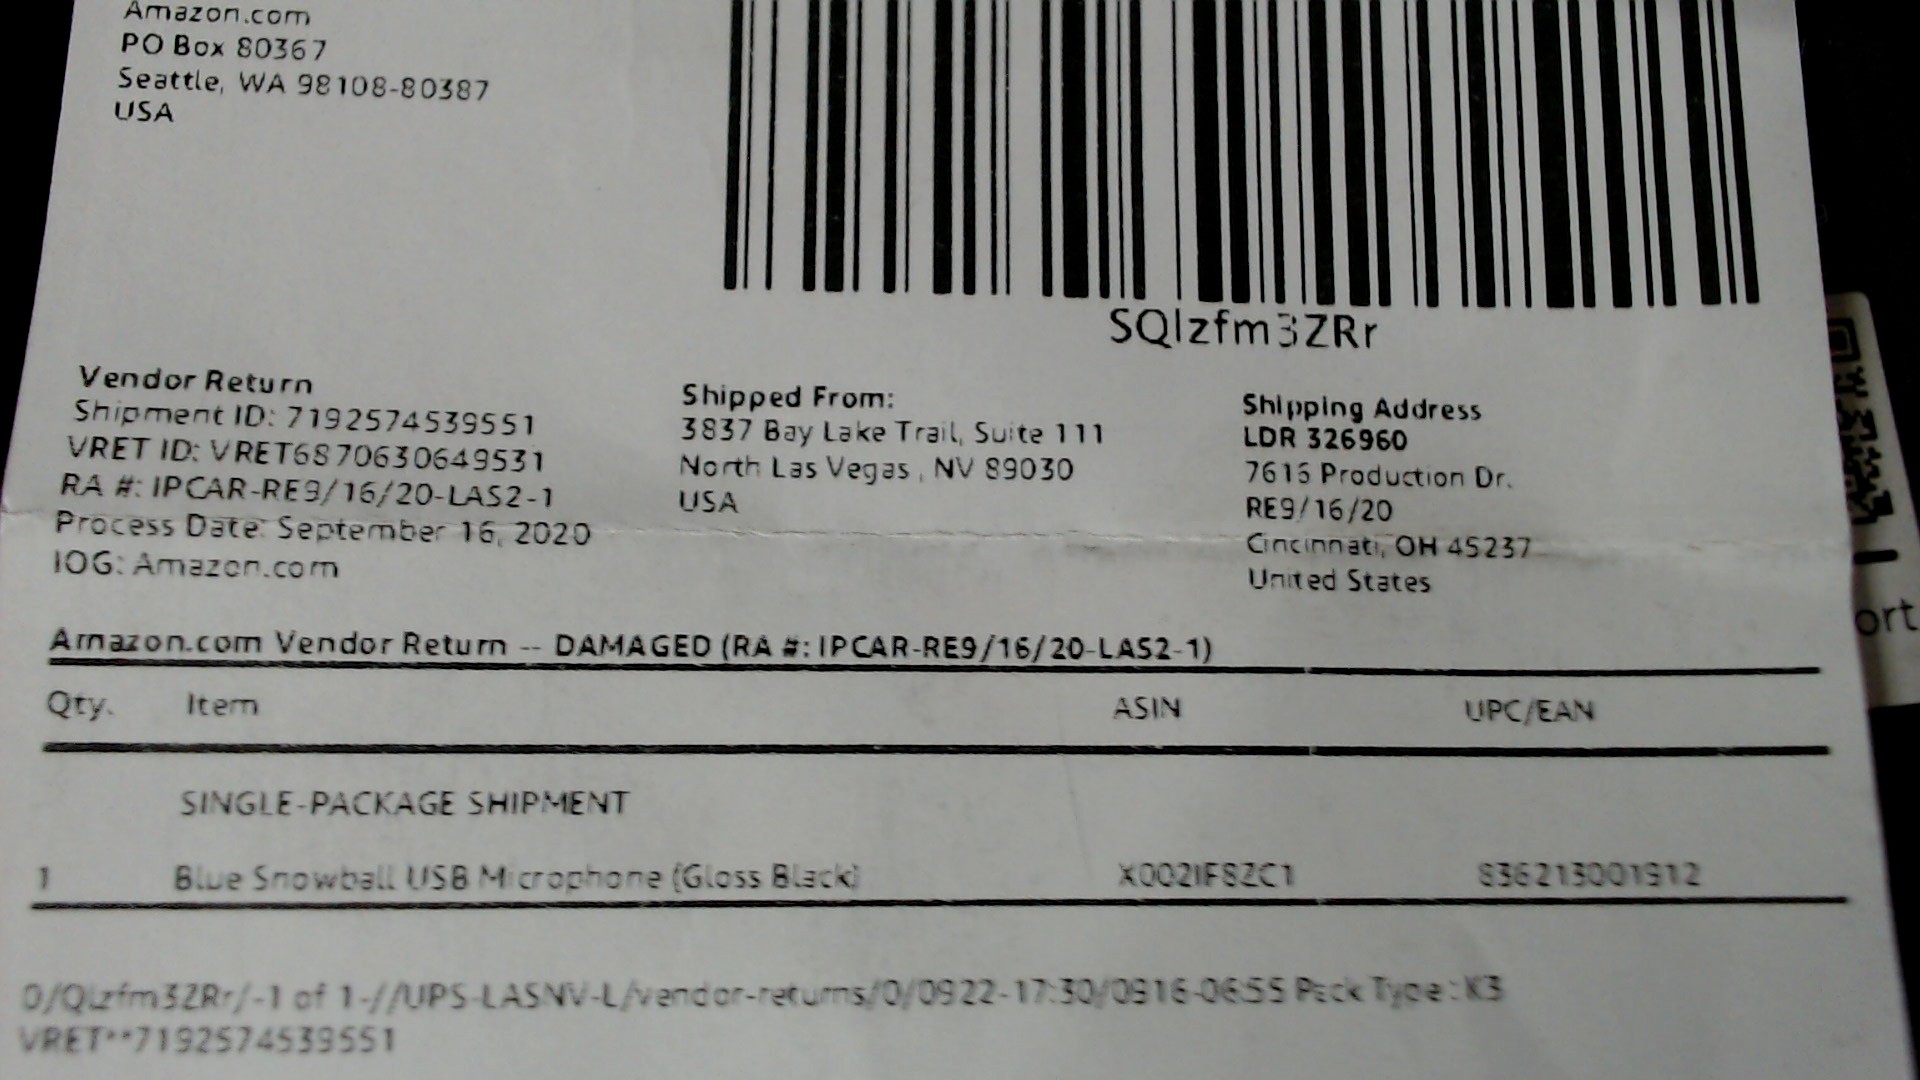 Amazon.com
PO Box 80367
Seattle, WA 98108-80387
USA
SQlzfm3ZRr
Vendor Return
Shipment ID: 7192574539551
VRET ID: VRET6870630649531
RA #: IPCAR-RE9/16/20-LAS2-1
Process Date: September 16, 2020
IOG: Amazon.com
Shipped From:
3837 Bay Lake Trail, Suite 111
North Las Vegas , NV 89030
USA
Shipping Address
LDR 326960
7616 Production Dr.
RE9/16/20
Cincinnati, OH 45237
United States
Amazon.com Vendor Return -- DAMAGED (RA #: IPCAR-RE9/16/20-LAS2-1)
Qty. Item ASIN UPC/EAN
SINGLE-PACKAGE SHIPMENT
1 Blue Snowball USB Microphone (Gloss Black) X002IF8ZC1 836213001912
0/Qlzfm3ZRr/-1 of 1-//UPS-LASNV-L/vendor-returns/0/0922-17:30/0916-06:55 Pack Type : K3
VRET**7192574539551
ort